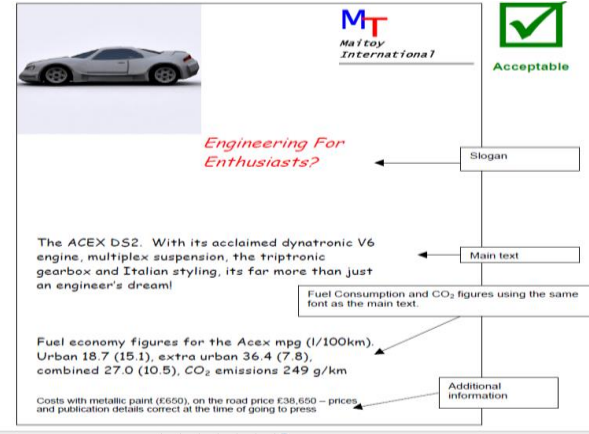 MT
Maitoy
International
Acceptable
Engineering For
Enthusiasts?
Slogan
The ACEX DS2. With its acclaimed dynatronic V6
engine, multiplex suspension, the triptronic
gearbox and Italian styling, its far more than just
an engineer's dream!
Main text
Fuel Consumption and CO₂ figures using the same
font as the main text.
Fuel economy figures for the Acex mpg (l/100km).
Urban 18.7 (15.1), extra urban 36.4 (7.8),
combined 27.0 (10.5), CO₂ emissions 249 g/km
Additional
information
Costs with metallic paint (£650), on the road price £38,650 – prices
and publication details correct at the time of going to press